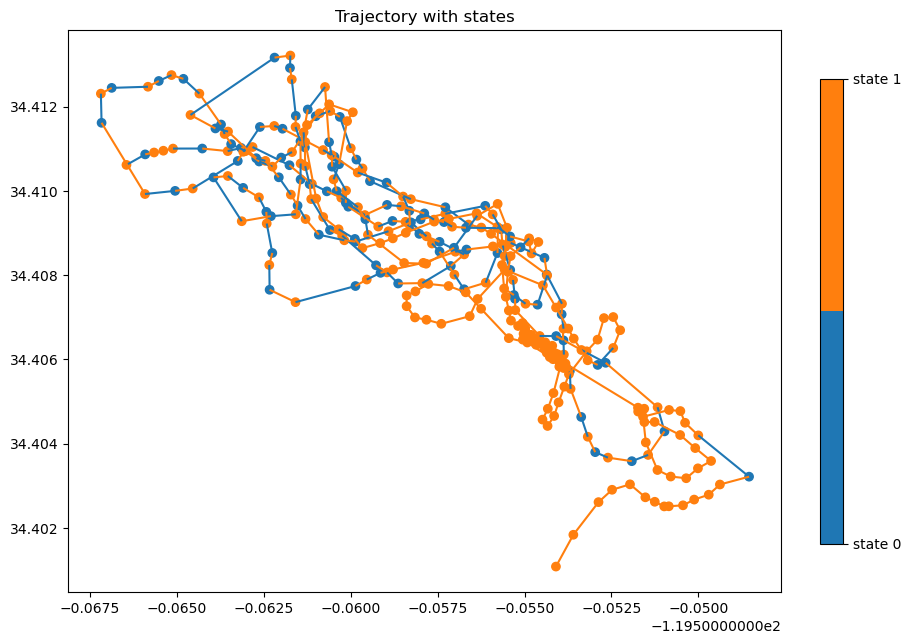 Trajectory with states
state 1
34.412
34.410
34.408
34.406
34.404
34.402
state 0
−0.0675 −0.0650 −0.0625 −0.0600 −0.0575 −0.0550 −0.0525 −0.0500
−1.1950000000e2